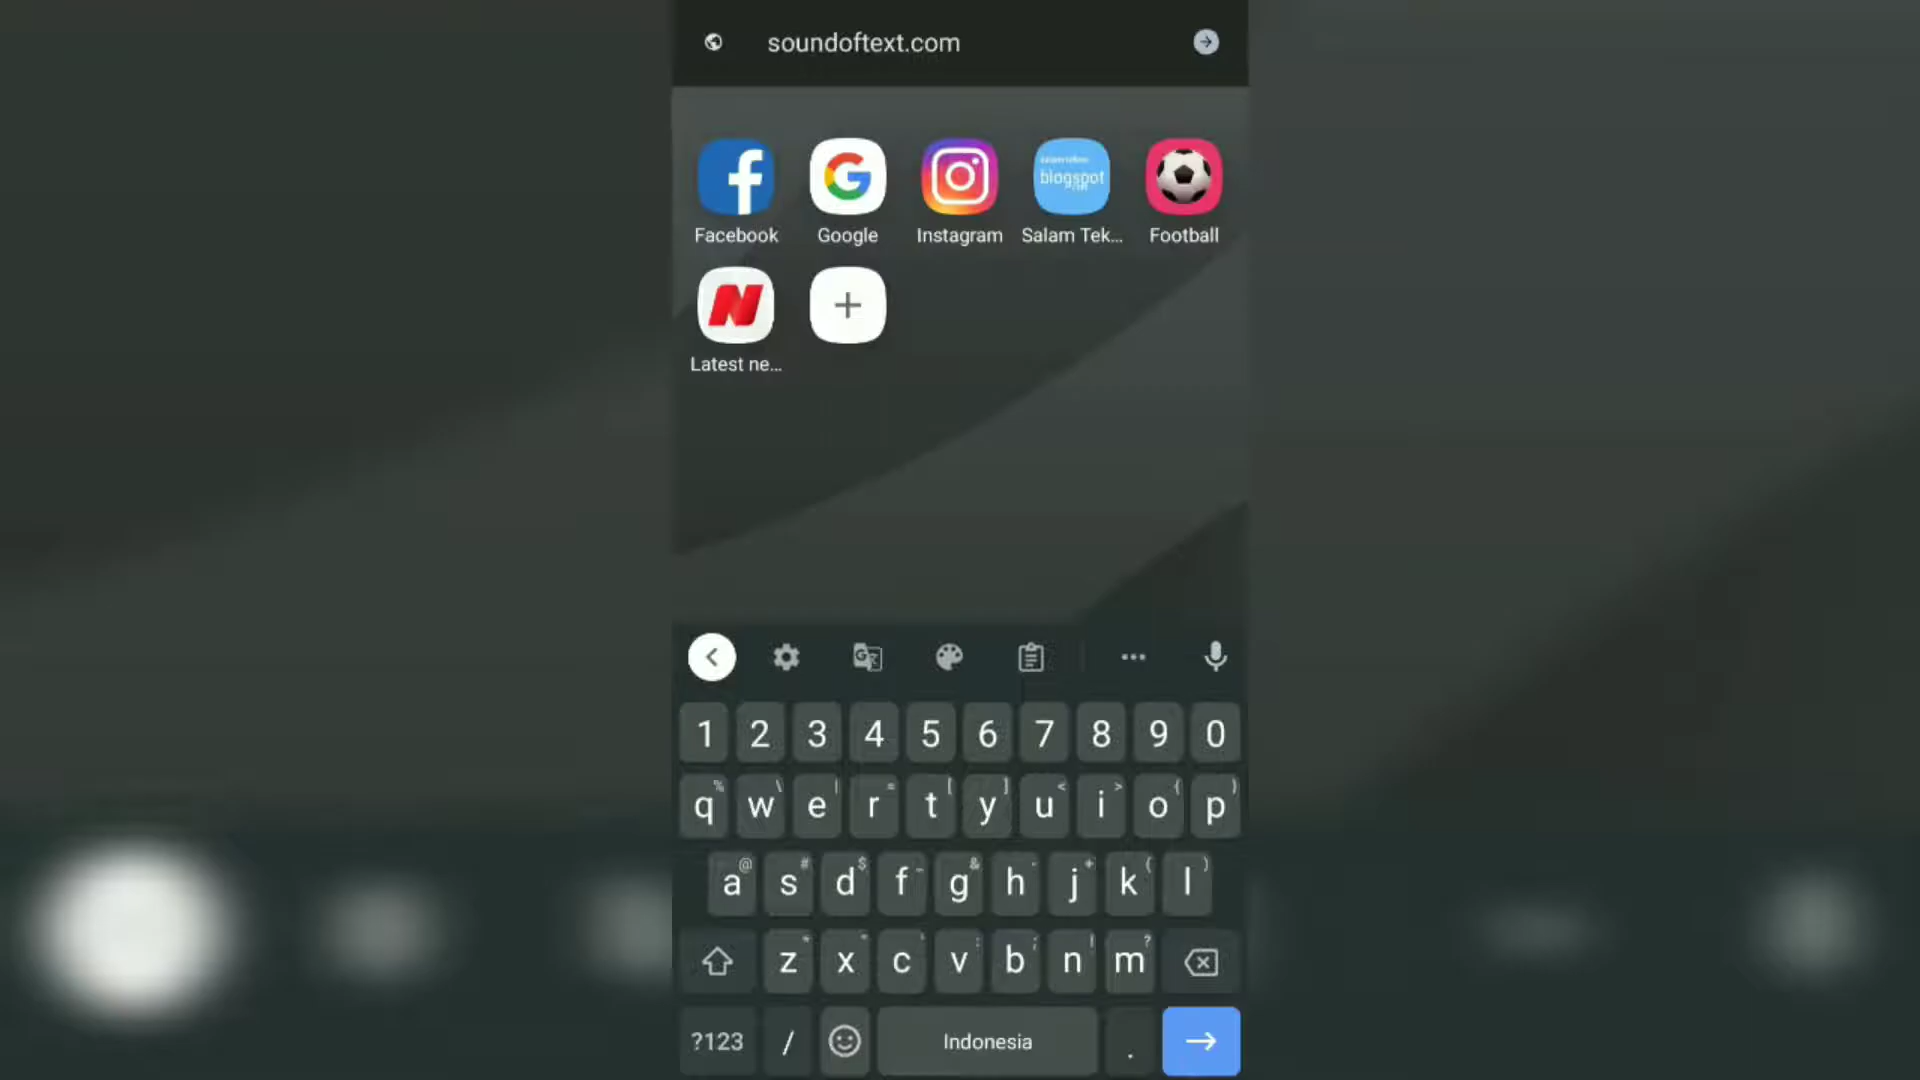 soundoftext.com
Facebook
Google
Instagram
blogspot
Salam Tek...
Football
Latest ne...
1 2 3 4 5 6 7 8 9 0
q w e r t y u i o p
a s d f g h j k l
z x c v b n m
?123 / Indonesia .